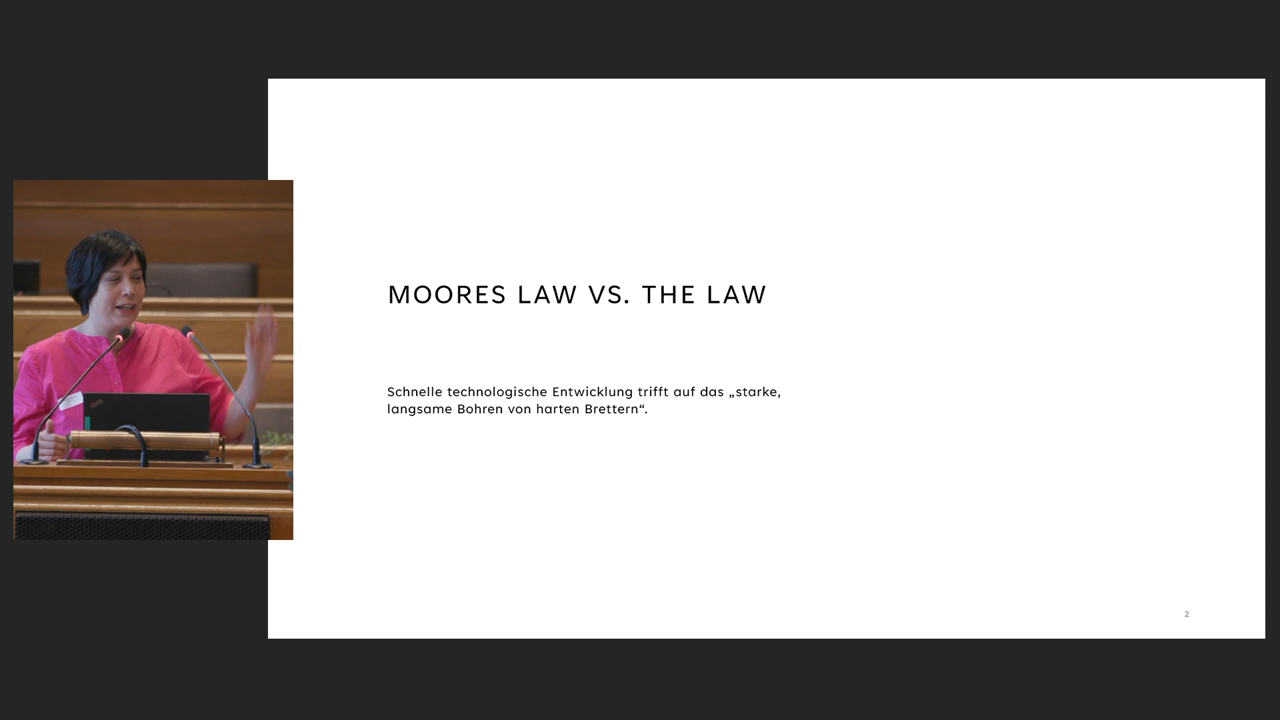 MOORES LAW VS. THE LAW
Schnelle technologische Entwicklung trifft auf das „starke,
langsame Bohren von harten Brettern“.
2